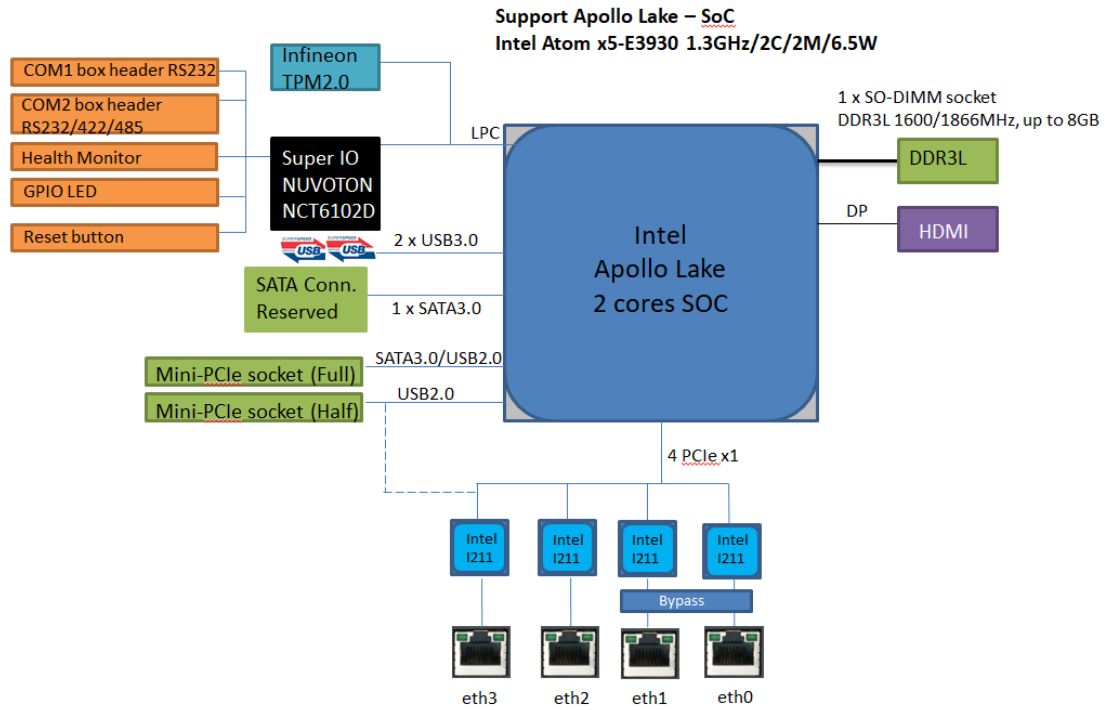 Support Apollo Lake – SoC
Intel Atom x5-E3930 1.3GHz/2C/2M/6.5W
Infineon
TPM2.0
COM1 box header RS232
COM2 box header
RS232/422/485
Health Monitor
GPIO LED
Reset button
Super IO
NUVOTON
NCT6102D
LPC
1 x SO-DIMM socket
DDR3L 1600/1866MHz, up to 8GB
DDR3L
DP
HDMI
Intel
Apollo Lake
2 cores SOC
SUPERSPEED
USB
SUPERSPEED
USB
2 x USB3.0
SATA Conn.
Reserved
1 x SATA3.0
SATA3.0/USB2.0
Mini-PCIe socket (Full)
USB2.0
Mini-PCIe socket (Half)
4 PCIe x1
Intel
I211
Intel
I211
Intel
I211
Intel
I211
Bypass
eth3
eth2
eth1
eth0